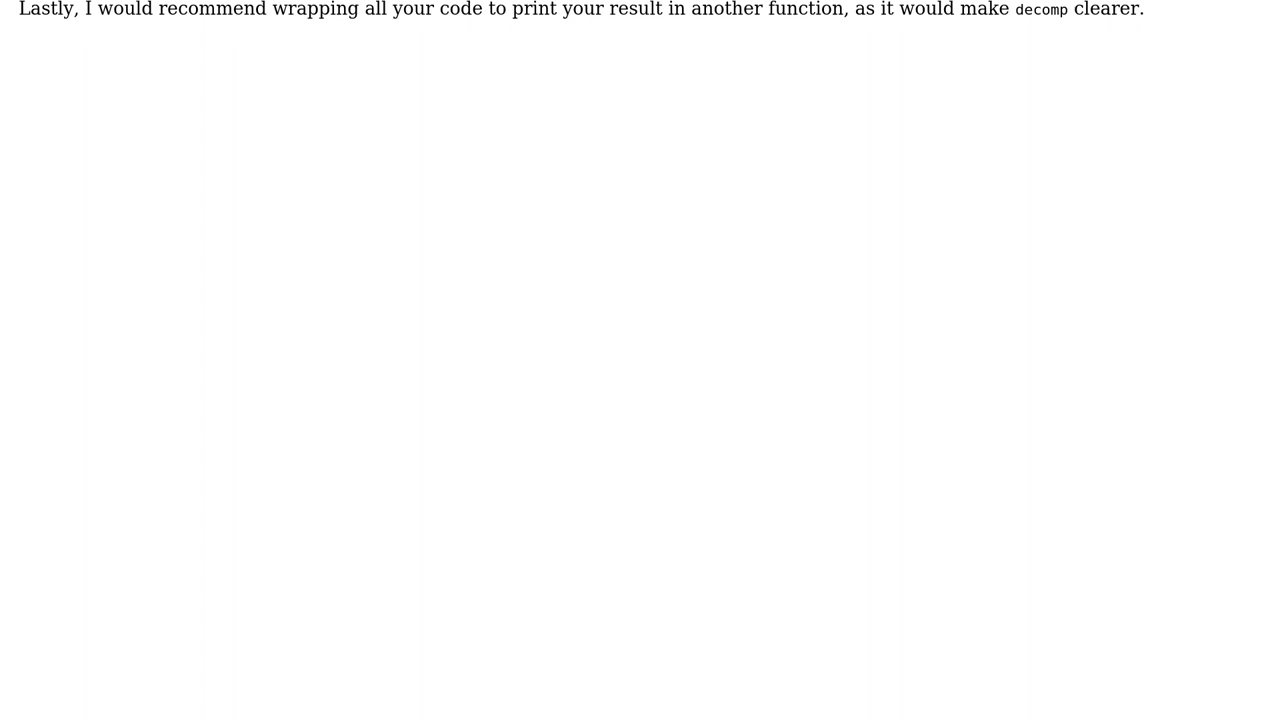 Lastly, I would recommend wrapping all your code to print your result in another function, as it would make decomp clearer.